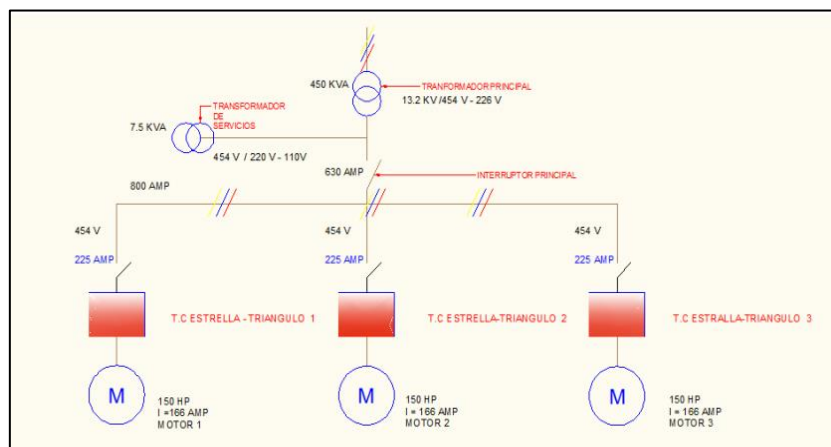 450 KVA
TRANFORMADOR PRINCIPAL
13.2 KV /454 V - 226 V
TRANSFORMADOR
DE
SERVICIOS
7.5 KVA
454 V / 220 V - 110V
630 AMP
INTERRUPTOR PRINCIPAL
800 AMP
454 V
454 V
454 V
225 AMP
225 AMP
225 AMP
T.C ESTRELLA - TRIANGULO 1
T.C ESTRELLA-TRIANGULO 2
T.C ESTRALLA-TRIANGULO 3
M
M
M
150 HP
I =166 AMP
MOTOR 1
150 HP
I = 166 AMP
MOTOR 2
150 HP
I = 166 AMP
MOTOR 3